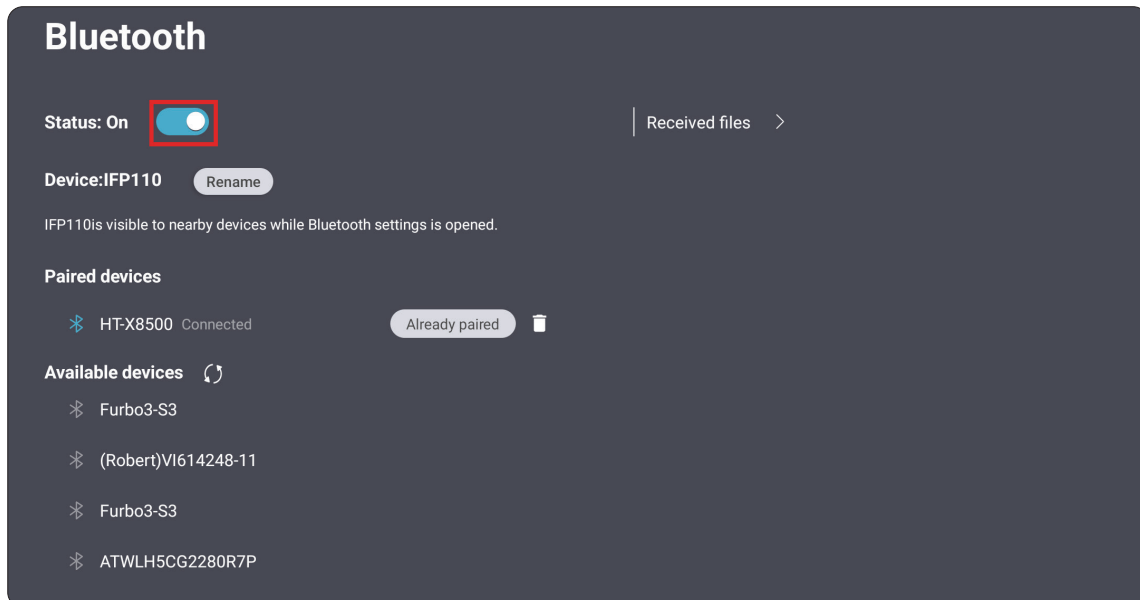 Bluetooth
Status: On
Received files
Device:IFP110
Rename
IFP110is visible to nearby devices while Bluetooth settings is opened.
Paired devices
HT-X8500 Connected
Already paired
Available devices
Furbo3-S3
(Robert)VI614248-11
Furbo3-S3
ATWLH5CG2280R7P